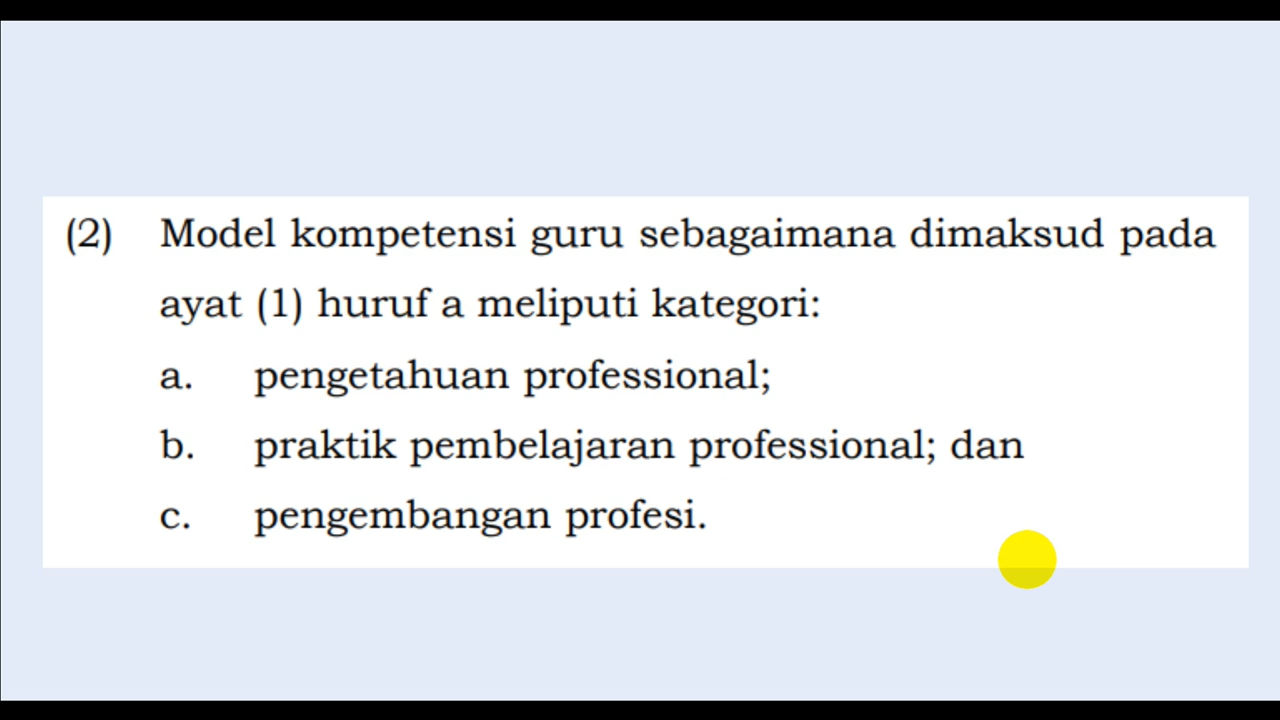 (2) Model kompetensi guru sebagaimana dimaksud pada
ayat (1) huruf a meliputi kategori:
a. pengetahuan professional;
b. praktik pembelajaran professional; dan
c. pengembangan profesi.